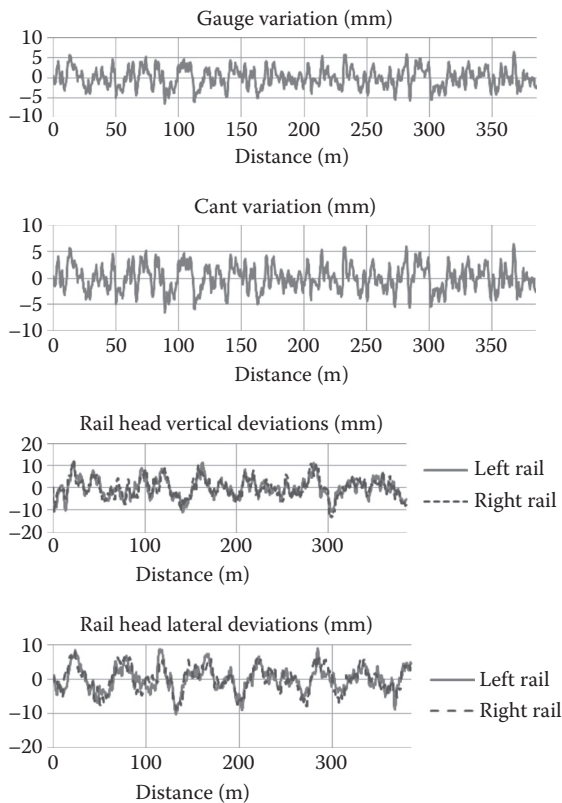 Gauge variation (mm)
10
5
0
−5
−10
0 50 100 150 200 250 300 350
Distance (m)
Cant variation (mm)
10
5
0
−5
−10
0 50 100 150 200 250 300 350
Distance (m)
Rail head vertical deviations (mm)
20
10
0
−10
−20
0 100 200 300
Distance (m)
Left rail
Right rail
Rail head lateral deviations (mm)
10
0
−10
−20
0 100 200 300
Distance (m)
Left rail
Right rail